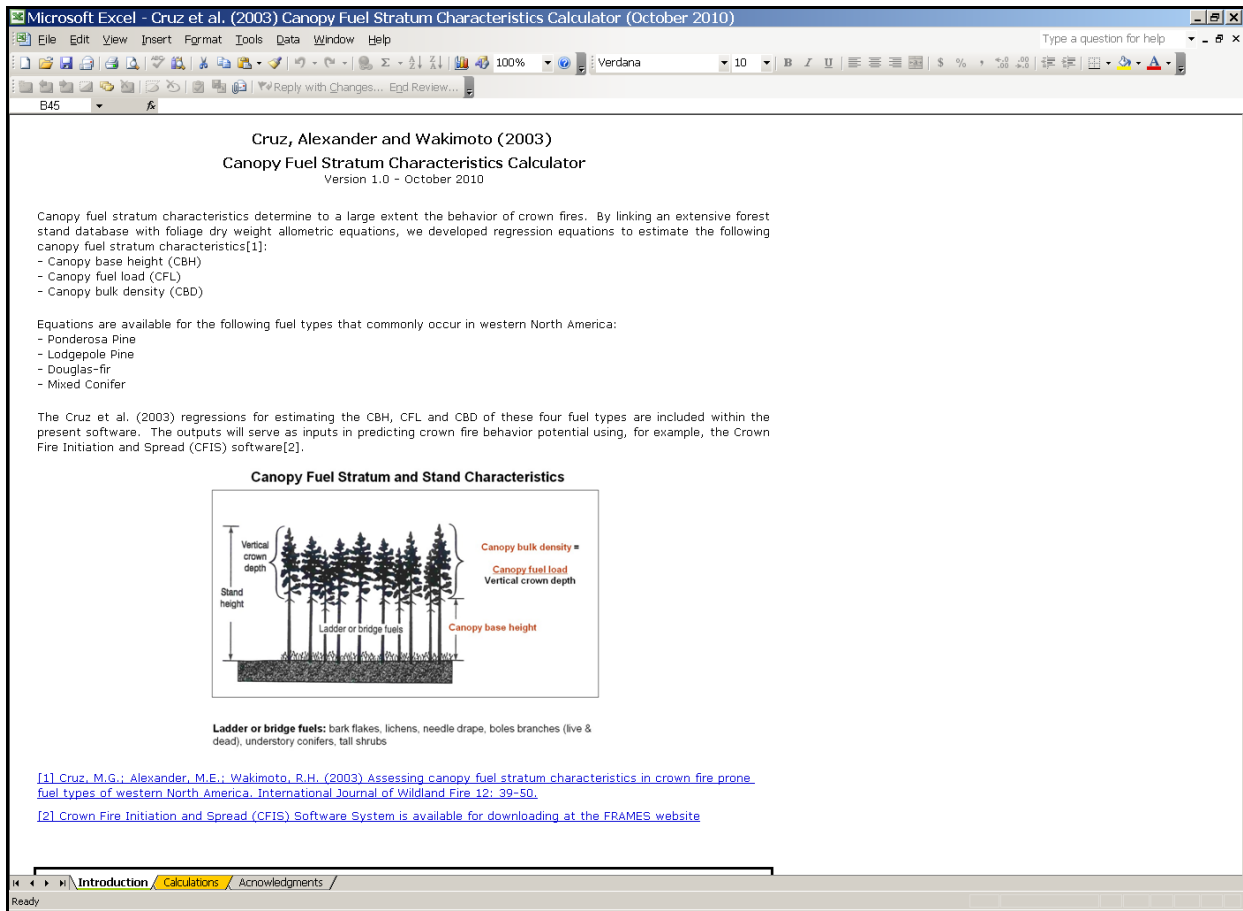 Microsoft Excel - Cruz et al. (2003) Canopy Fuel Stratum Characteristics Calculator (October 2010)
File Edit View Insert Format Tools Data Window Help
Type a question for help
100%
Verdana
10
B I U
$ % ,
Reply with Changes... End Review...
B45
fx
Cruz, Alexander and Wakimoto (2003)
Canopy Fuel Stratum Characteristics Calculator
Version 1.0 - October 2010
Canopy fuel stratum characteristics determine to a large extent the behavior of crown fires. By linking an extensive forest
stand database with foliage dry weight allometric equations, we developed regression equations to estimate the following
canopy fuel stratum characteristics[1]:
- Canopy base height (CBH)
- Canopy fuel load (CFL)
- Canopy bulk density (CBD)
Equations are available for the following fuel types that commonly occur in western North America:
- Ponderosa Pine
- Lodgepole Pine
- Douglas-fir
- Mixed Conifer
The Cruz et al. (2003) regressions for estimating the CBH, CFL and CBD of these four fuel types are included within the
present software. The outputs will serve as inputs in predicting crown fire behavior potential using, for example, the Crown
Fire Initiation and Spread (CFIS) software[2].
Canopy Fuel Stratum and Stand Characteristics
Vertical
crown
depth
Stand
height
Canopy bulk density =
Canopy fuel load
Vertical crown depth
Ladder or bridge fuels
Canopy base height
Ladder or bridge fuels: bark flakes, lichens, needle drape, boles branches (live &
dead), understory conifers, tall shrubs
[1] Cruz, M.G.; Alexander, M.E.; Wakimoto, R.H. (2003) Assessing canopy fuel stratum characteristics in crown fire prone
fuel types of western North America. International Journal of Wildland Fire 12: 39-50.
[2] Crown Fire Initiation and Spread (CFIS) Software System is available for downloading at the FRAMES website
Introduction Calculations Acnowledgments
Ready